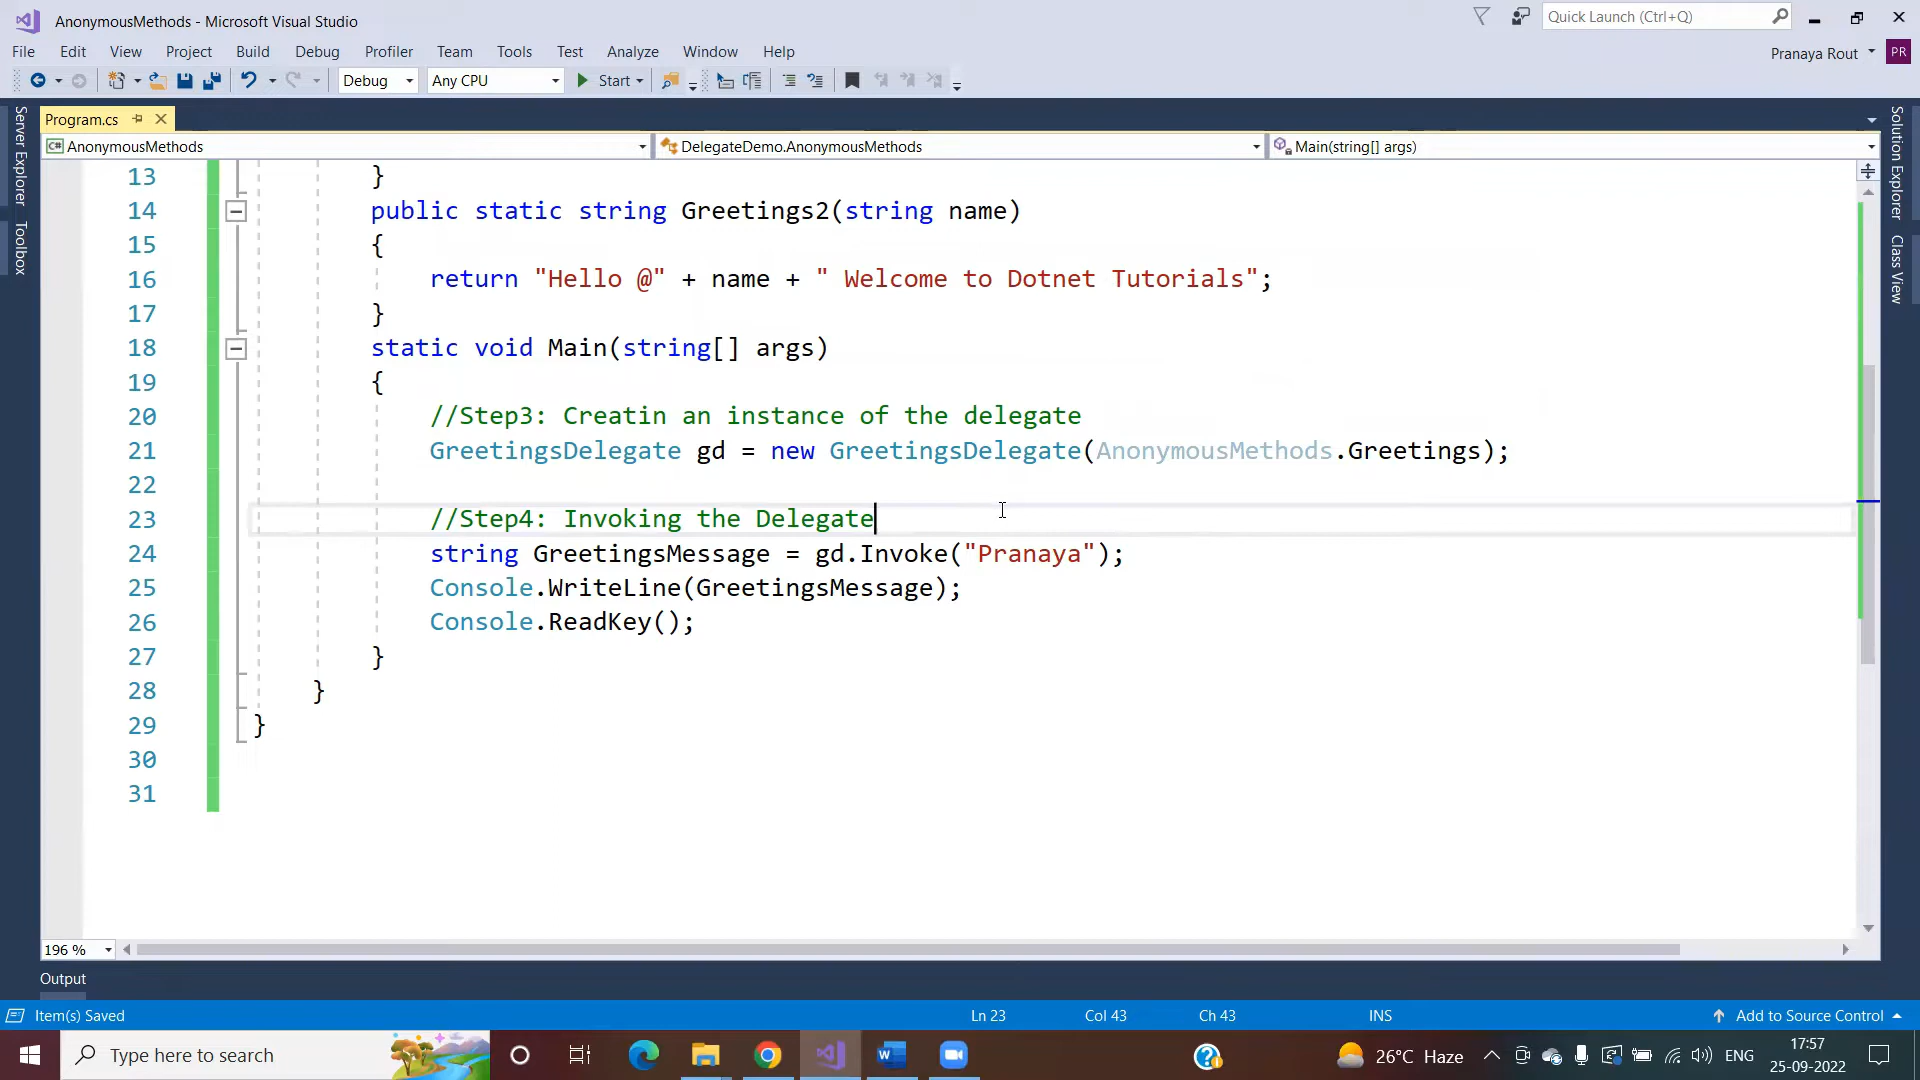 AnonymousMethods - Microsoft Visual Studio
Quick Launch (Ctrl+Q)
File Edit View Project Build Debug Profiler Team Tools Test Analyze Window Help
Pranaya Rout PR
Debug Any CPU Start
Program.cs
AnonymousMethods DelegateDemo.AnonymousMethods Main(string[] args)
Server Explorer
Toolbox
Solution Explorer
Class View
13 }
14 public static string Greetings2(string name)
15 {
16 return "Hello @" + name + " Welcome to Dotnet Tutorials";
17 }
18 static void Main(string[] args)
19 {
20 //Step3: Creatin an instance of the delegate
21 GreetingsDelegate gd = new GreetingsDelegate(AnonymousMethods.Greetings);
22
23 //Step4: Invoking the Delegate
24 string GreetingsMessage = gd.Invoke("Pranaya");
25 Console.WriteLine(GreetingsMessage);
26 Console.ReadKey();
27 }
28 }
29 }
30
31
196 %
Output
Item(s) Saved Ln 23 Col 43 Ch 43 INS Add to Source Control
Type here to search 26°C Haze ENG 17:57
25-09-2022